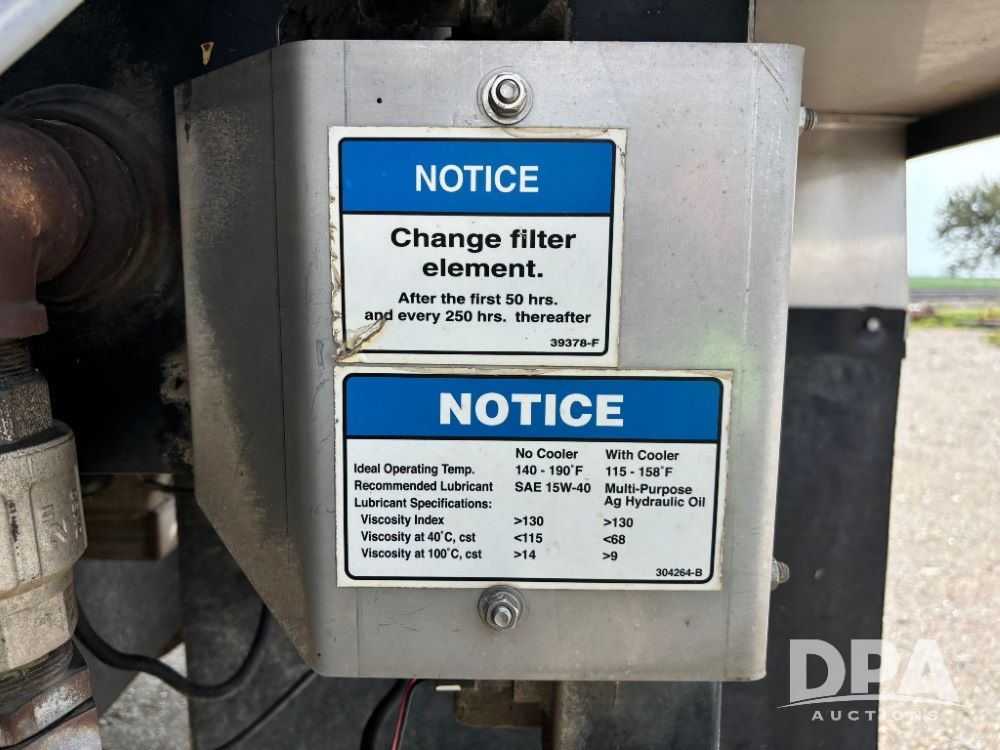 NOTICE
Change filter
element.
After the first 50 hrs.
and every 250 hrs. thereafter
39378-F
NOTICE
No Cooler With Cooler
Ideal Operating Temp. 140 - 190°F 115 - 158°F
Recommended Lubricant SAE 15W-40 Multi-Purpose
Ag Hydraulic Oil
Lubricant Specifications:
Viscosity Index >130 >130
Viscosity at 40°C, cst <115 <68
Viscosity at 100°C, cst >14 >9
304264-B
DPA
AUCTIONS